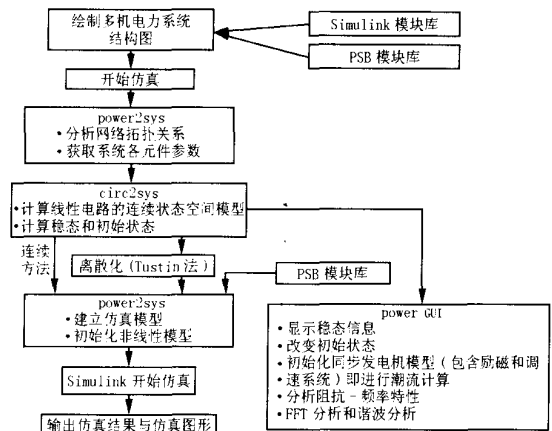 绘制多机电力系统
结构图
Simulink 模块库
PSB 模块库
开始仿真
power2sys
·分析网络拓扑关系
·获取系统各元件参数
circ2sys
·计算线性电路的连续状态空间模型
·计算稳态和初始状态
连续
方法
离散化(Tustin法)
PSB 模块库
power2sys
·建立仿真模型
·初始化非线性模型
Simulink 开始仿真
输出仿真结果与仿真图形
power GUI
·显示稳态信息
·改变初始状态
·初始化同步发电机模型(包含励磁和调
速系统)即进行潮流计算
·分析阻抗-频率特性
·FFT 分析和谐波分析